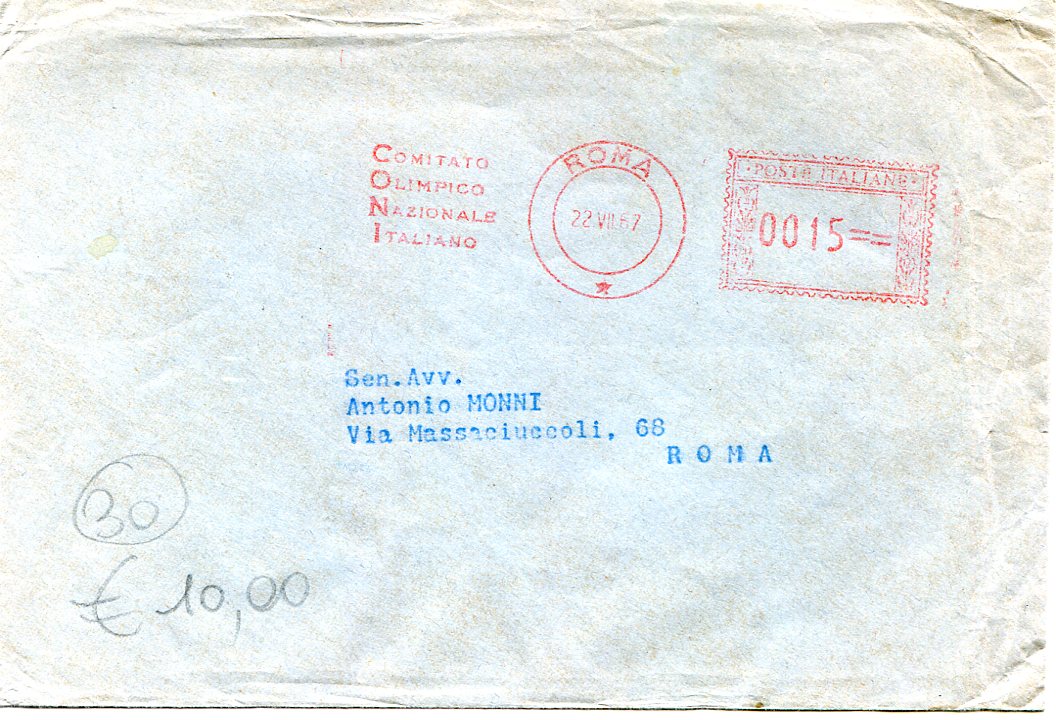 COMITATO
OLIMPICO
NAZIONALE
ITALIANO
ROMA
22 VII.67
POSTE ITALIANE
0015==
Sen.Avv.
Antonio MONNI
Via Massaciuccoli, 68
R O M A
30
€ 10,00